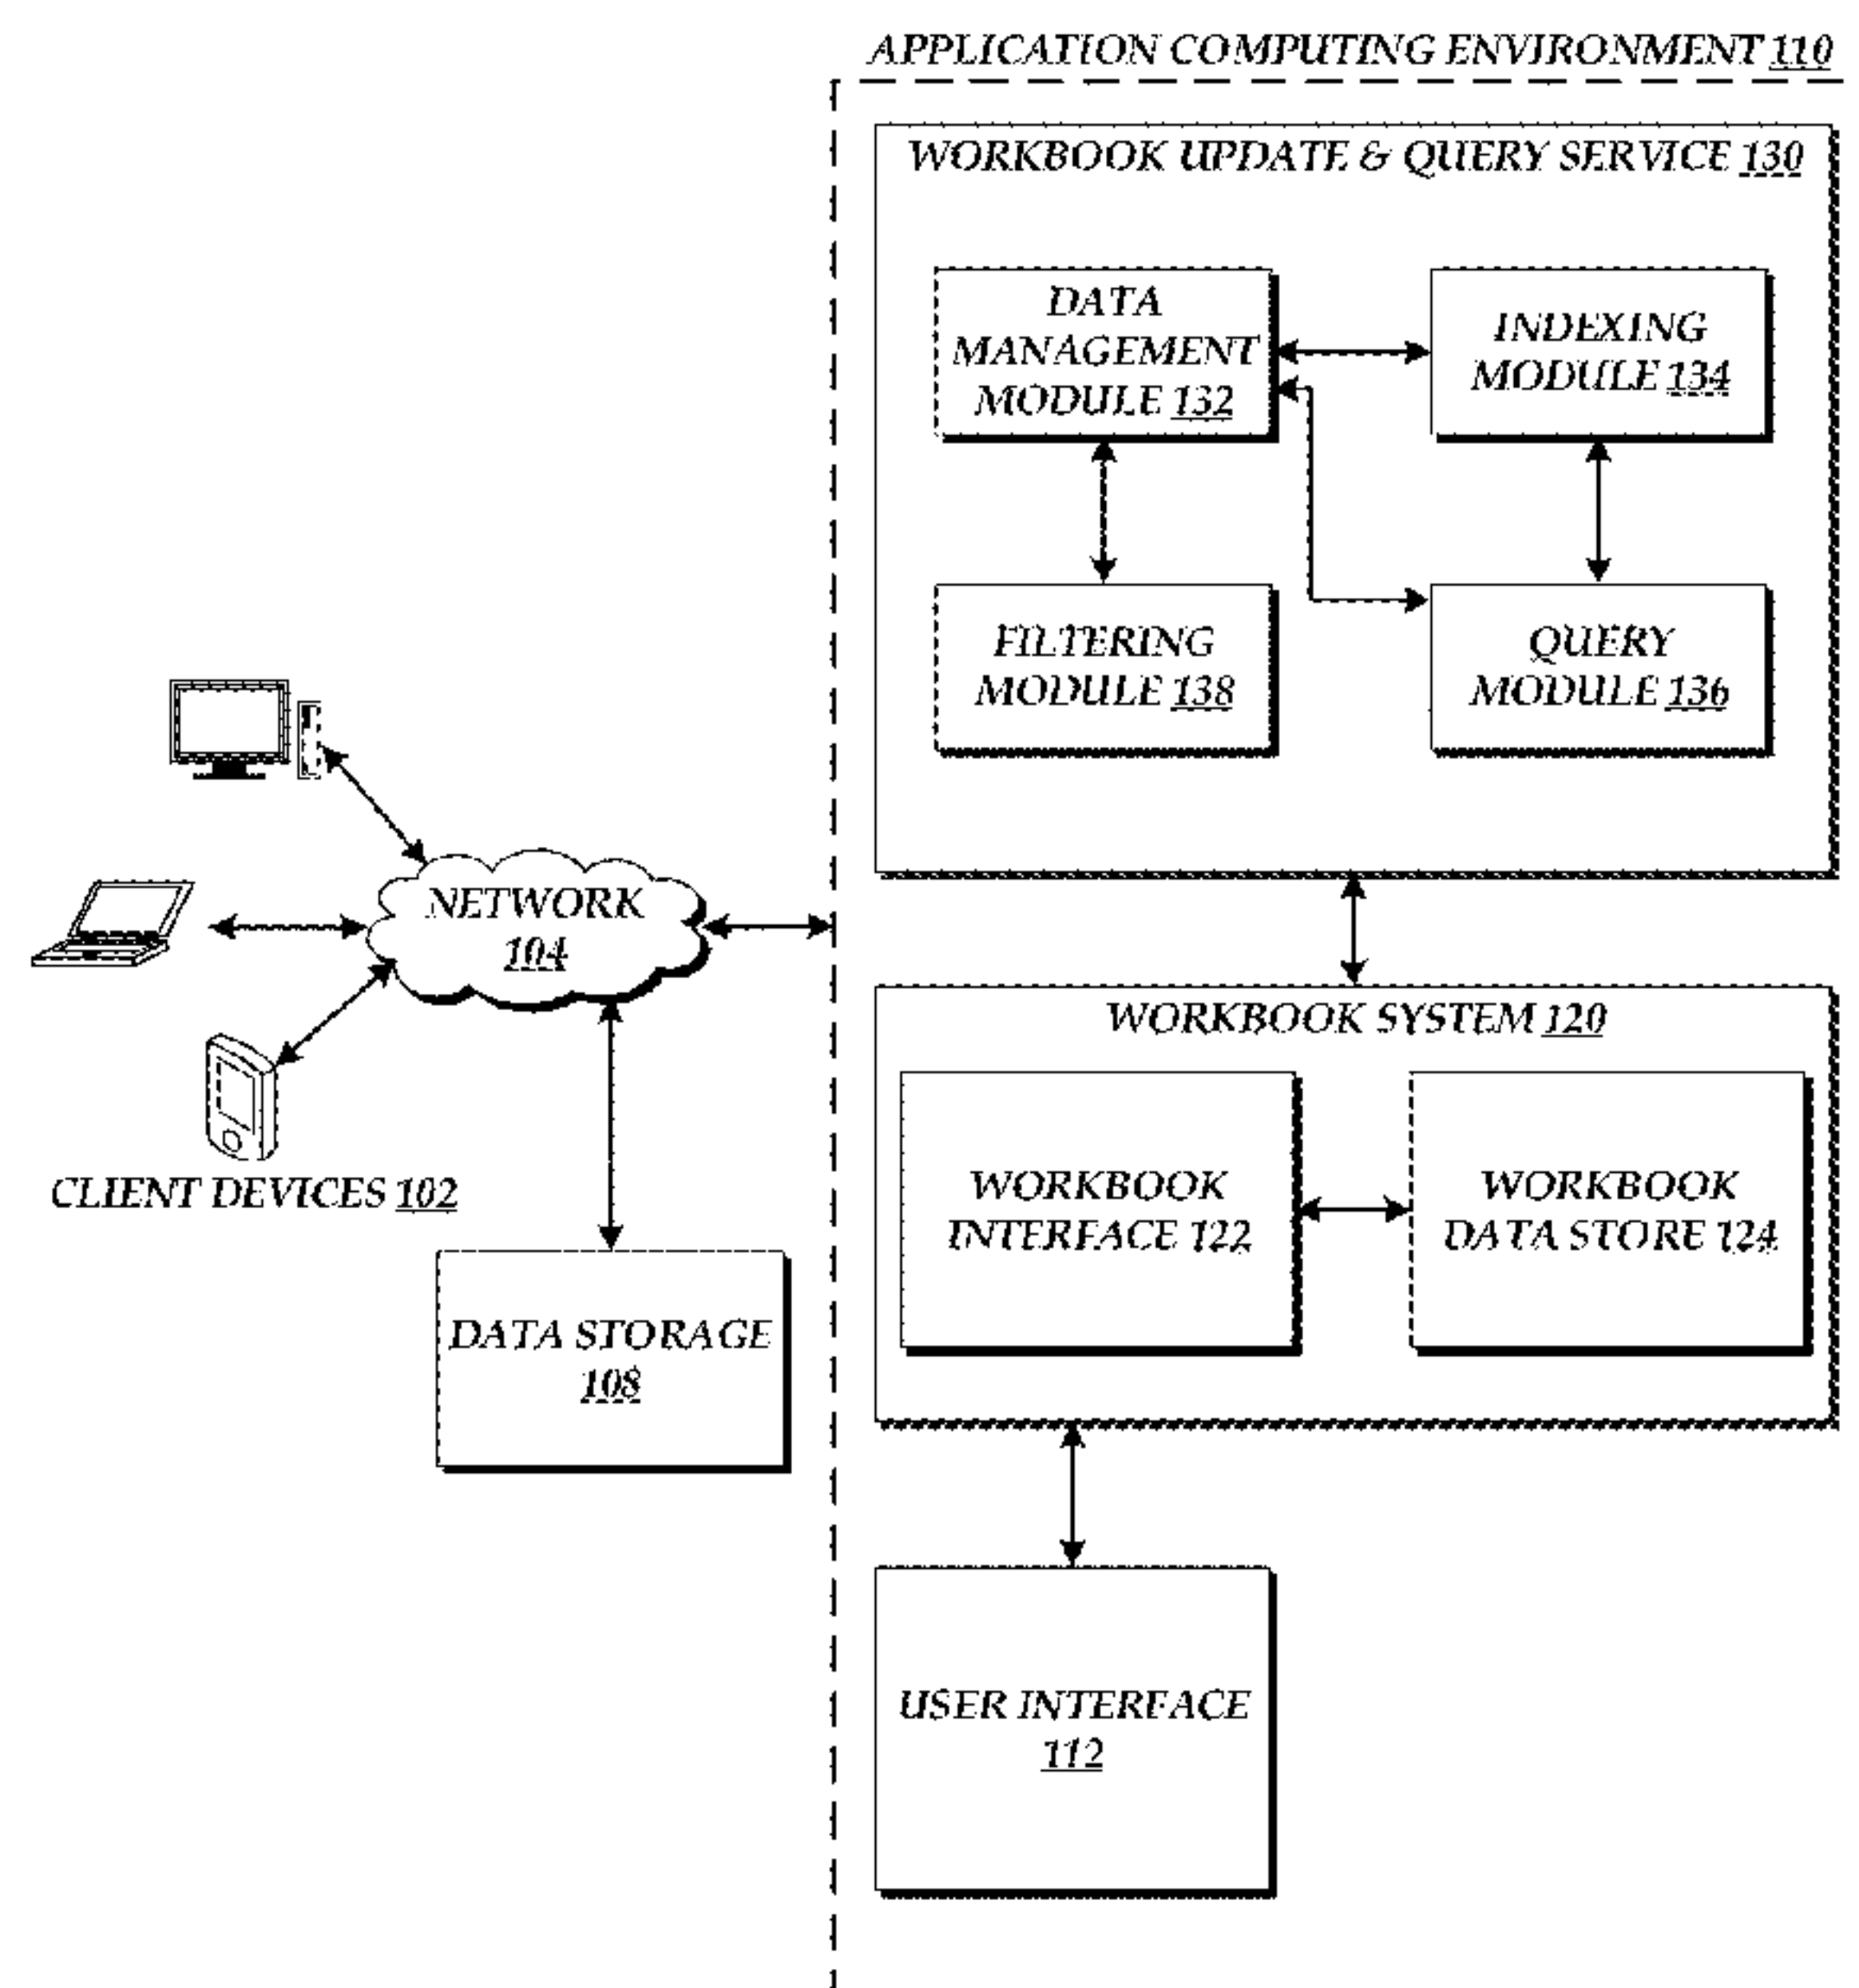 APPLICATION COMPUTING ENVIRONMENT 110
WORKBOOK UPDATE & QUERY SERVICE 130
DATA
MANAGEMENT
MODULE 132
INDEXING
MODULE 134
FILTERING
MODULE 138
QUERY
MODULE 136
NETWORK
104
CLIENT DEVICES 102
DATA STORAGE
108
WORKBOOK SYSTEM 120
WORKBOOK
INTERFACE 122
WORKBOOK
DATA STORE 124
USER INTERFACE
112